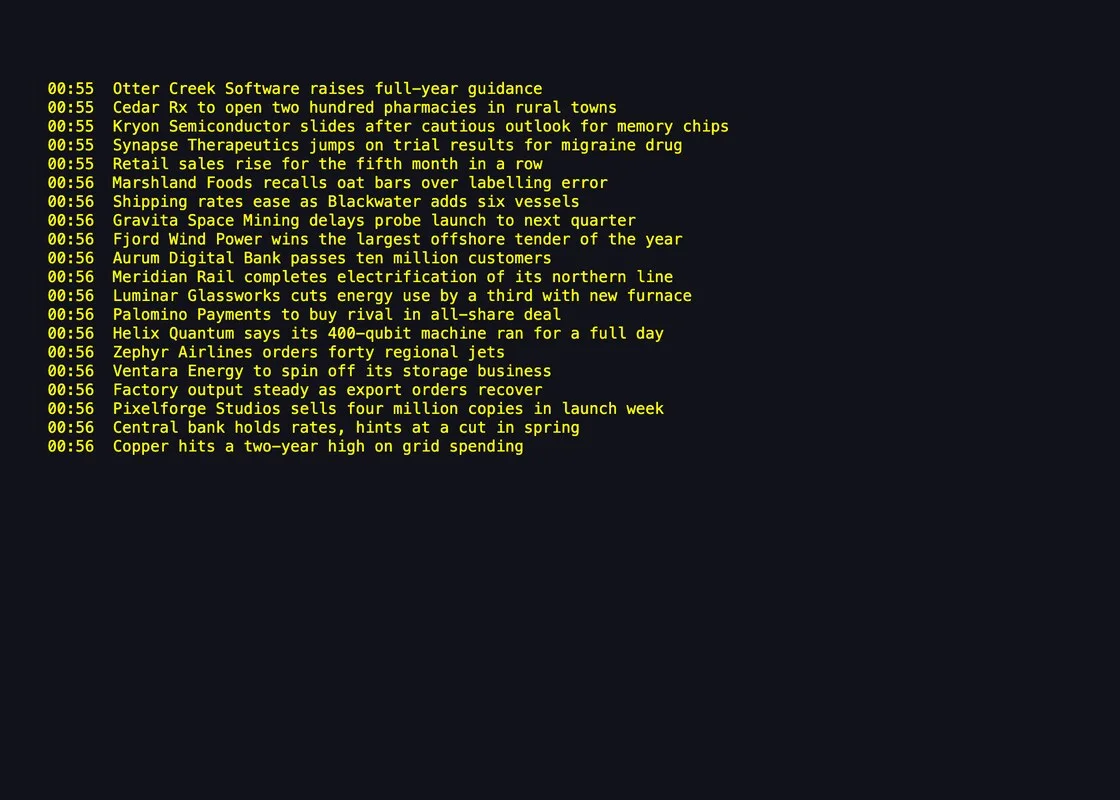 00:55  Otter Creek Software raises full-year guidance
00:55  Cedar Rx to open two hundred pharmacies in rural towns
00:55  Kryon Semiconductor slides after cautious outlook for memory chips
00:55  Synapse Therapeutics jumps on trial results for migraine drug
00:55  Retail sales rise for the fifth month in a row
00:56  Marshland Foods recalls oat bars over labelling error
00:56  Shipping rates ease as Blackwater adds six vessels
00:56  Gravita Space Mining delays probe launch to next quarter
00:56  Fjord Wind Power wins the largest offshore tender of the year
00:56  Aurum Digital Bank passes ten million customers
00:56  Meridian Rail completes electrification of its northern line
00:56  Luminar Glassworks cuts energy use by a third with new furnace
00:56  Palomino Payments to buy rival in all-share deal
00:56  Helix Quantum says its 400-qubit machine ran for a full day
00:56  Zephyr Airlines orders forty regional jets
00:56  Ventara Energy to spin off its storage business
00:56  Factory output steady as export orders recover
00:56  Pixelforge Studios sells four million copies in launch week
00:56  Central bank holds rates, hints at a cut in spring
00:56  Copper hits a two-year high on grid spending